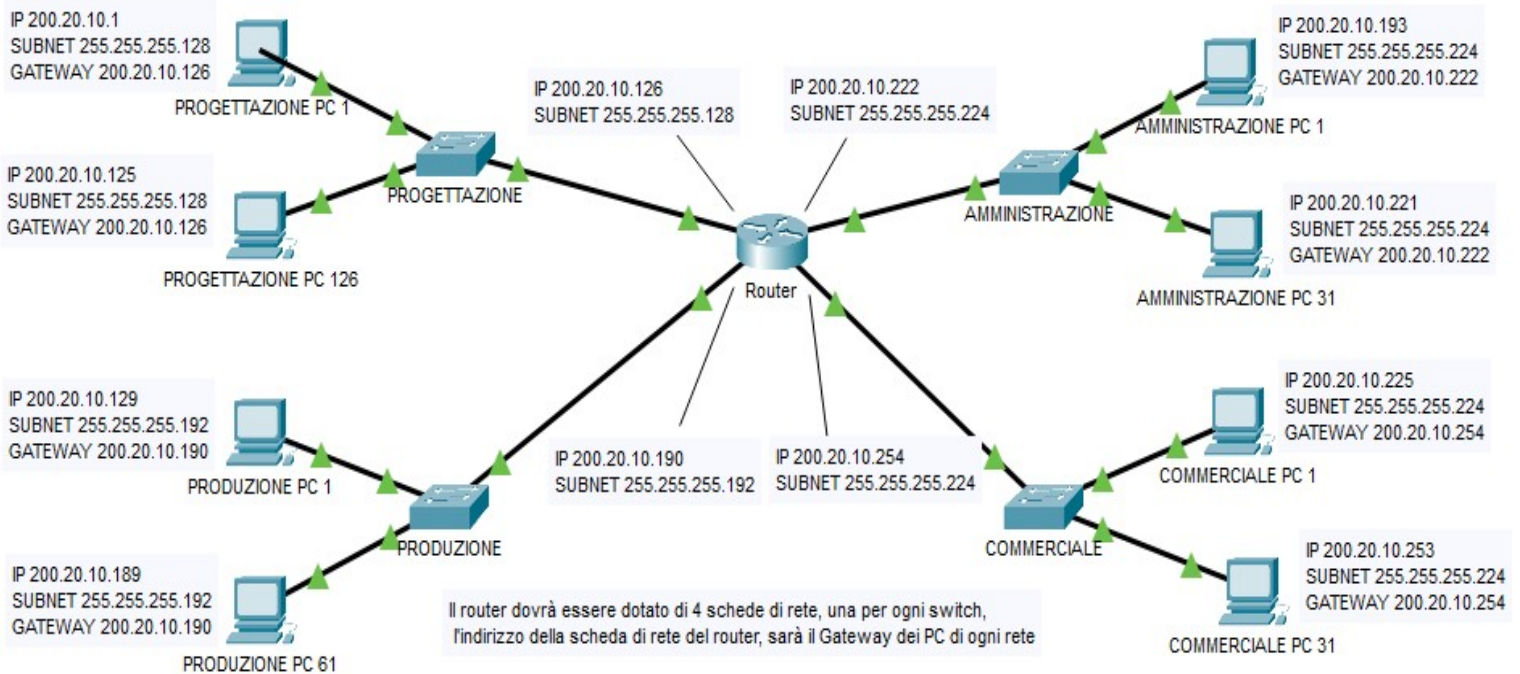 IP 200.20.10.1
SUBNET 255.255.255.128
GATEWAY 200.20.10.126
PROGETTAZIONE PC 1
IP 200.20.10.125
SUBNET 255.255.255.128
GATEWAY 200.20.10.126
PROGETTAZIONE PC 126
PROGETTAZIONE
IP 200.20.10.126
SUBNET 255.255.255.128
IP 200.20.10.222
SUBNET 255.255.255.224
Router
IP 200.20.10.193
SUBNET 255.255.255.224
GATEWAY 200.20.10.222
AMMINISTRAZIONE PC 1
AMMINISTRAZIONE
IP 200.20.10.221
SUBNET 255.255.255.224
GATEWAY 200.20.10.222
AMMINISTRAZIONE PC 31
IP 200.20.10.129
SUBNET 255.255.255.192
GATEWAY 200.20.10.190
PRODUZIONE PC 1
PRODUZIONE
IP 200.20.10.189
SUBNET 255.255.255.192
GATEWAY 200.20.10.190
PRODUZIONE PC 61
IP 200.20.10.190
SUBNET 255.255.255.192
IP 200.20.10.254
SUBNET 255.255.255.224
IP 200.20.10.225
SUBNET 255.255.255.224
GATEWAY 200.20.10.254
COMMERCIALE PC 1
COMMERCIALE
IP 200.20.10.253
SUBNET 255.255.255.224
GATEWAY 200.20.10.254
COMMERCIALE PC 31
Il router dovrà essere dotato di 4 schede di rete, una per ogni switch,
l'indirizzo della scheda di rete del router, sarà il Gateway dei PC di ogni rete